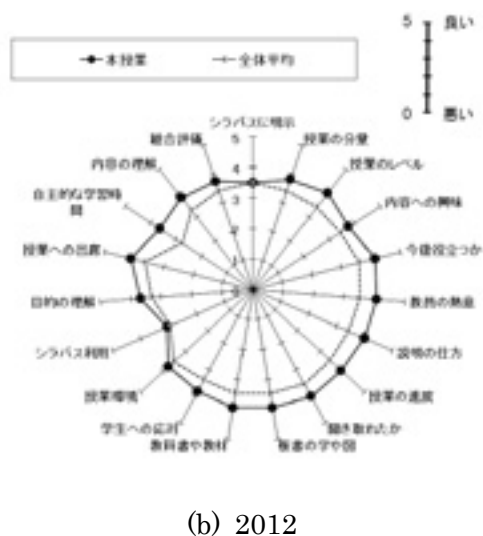 5 良い
0 悪い
本授業
全体平均
シラバスに明示
授業の分量
授業のレベル
内容への興味
今後役立つか
教員の熱意
説明の仕方
授業の進度
聞き取れたか
板書の字や図
教科書や教材
学生への応対
授業環境
シラバス利用
目的の理解
授業への出席
自主的な学習時
間
内容の理解
総合評価
5
4
3
2
1
(b) 2012